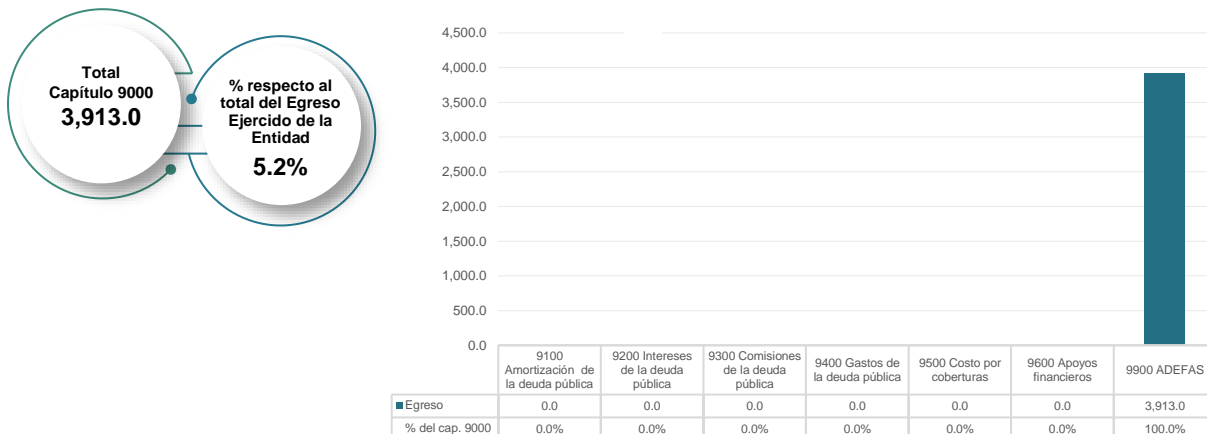 Total
Capítulo 9000
3,913.0
% respecto al
total del Egreso
Ejercido de la
Entidad
5.2%
4,500.0
4,000.0
3,500.0
3,000.0
2,500.0
2,000.0
1,500.0
1,000.0
500.0
0.0
9100
Amortización de
la deuda pública
9200 Intereses
de la deuda
pública
9300 Comisiones
de la deuda
pública
9400 Gastos de
la deuda pública
9500 Costo por
coberturas
9600 Apoyos
financieros
9900 ADEFAS
Egreso 0.0 0.0 0.0 0.0 0.0 0.0 3,913.0
% del cap. 9000 0.0% 0.0% 0.0% 0.0% 0.0% 0.0% 100.0%